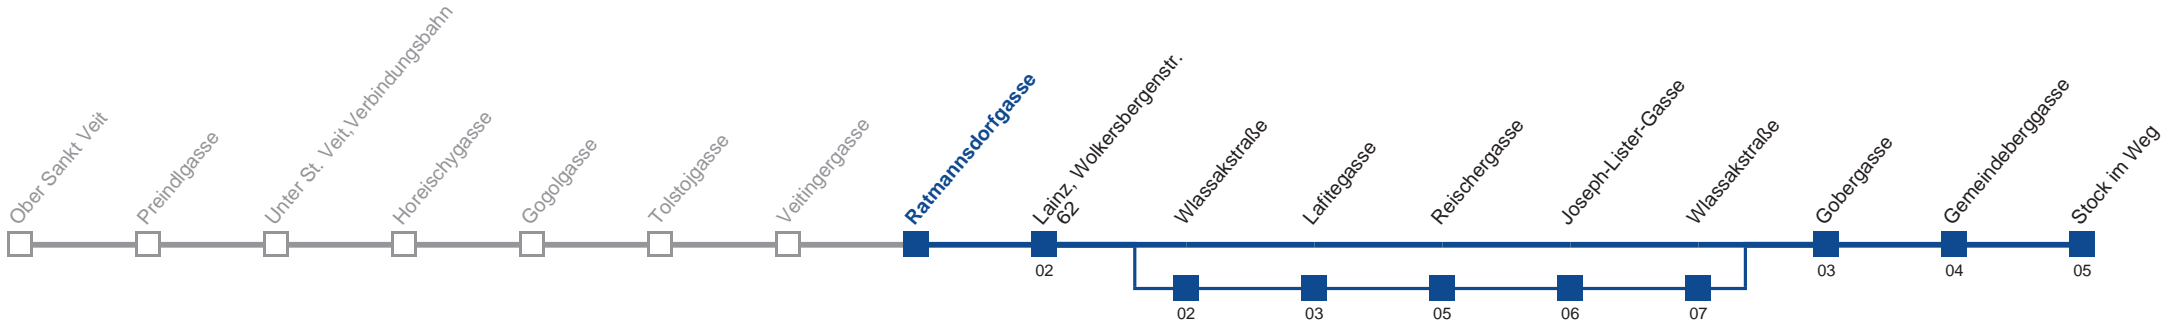 Ober Sankt Veit
Preindlgasse
Unter St. Veit,Verbindungsbahn
Horeischygasse
Gogolgasse
Tolstojgasse
Veitingergasse
Ratmannsdorfgasse
Lainz, Wolkersbergenstr.
62
Wlassakstraße
Lafitegasse
Reischergasse
Joseph-Lister-Gasse
Wlassakstraße
Gobergasse
Gemeindeberggasse
Stock im Weg
02
03
04
05
02
03
05
06
07